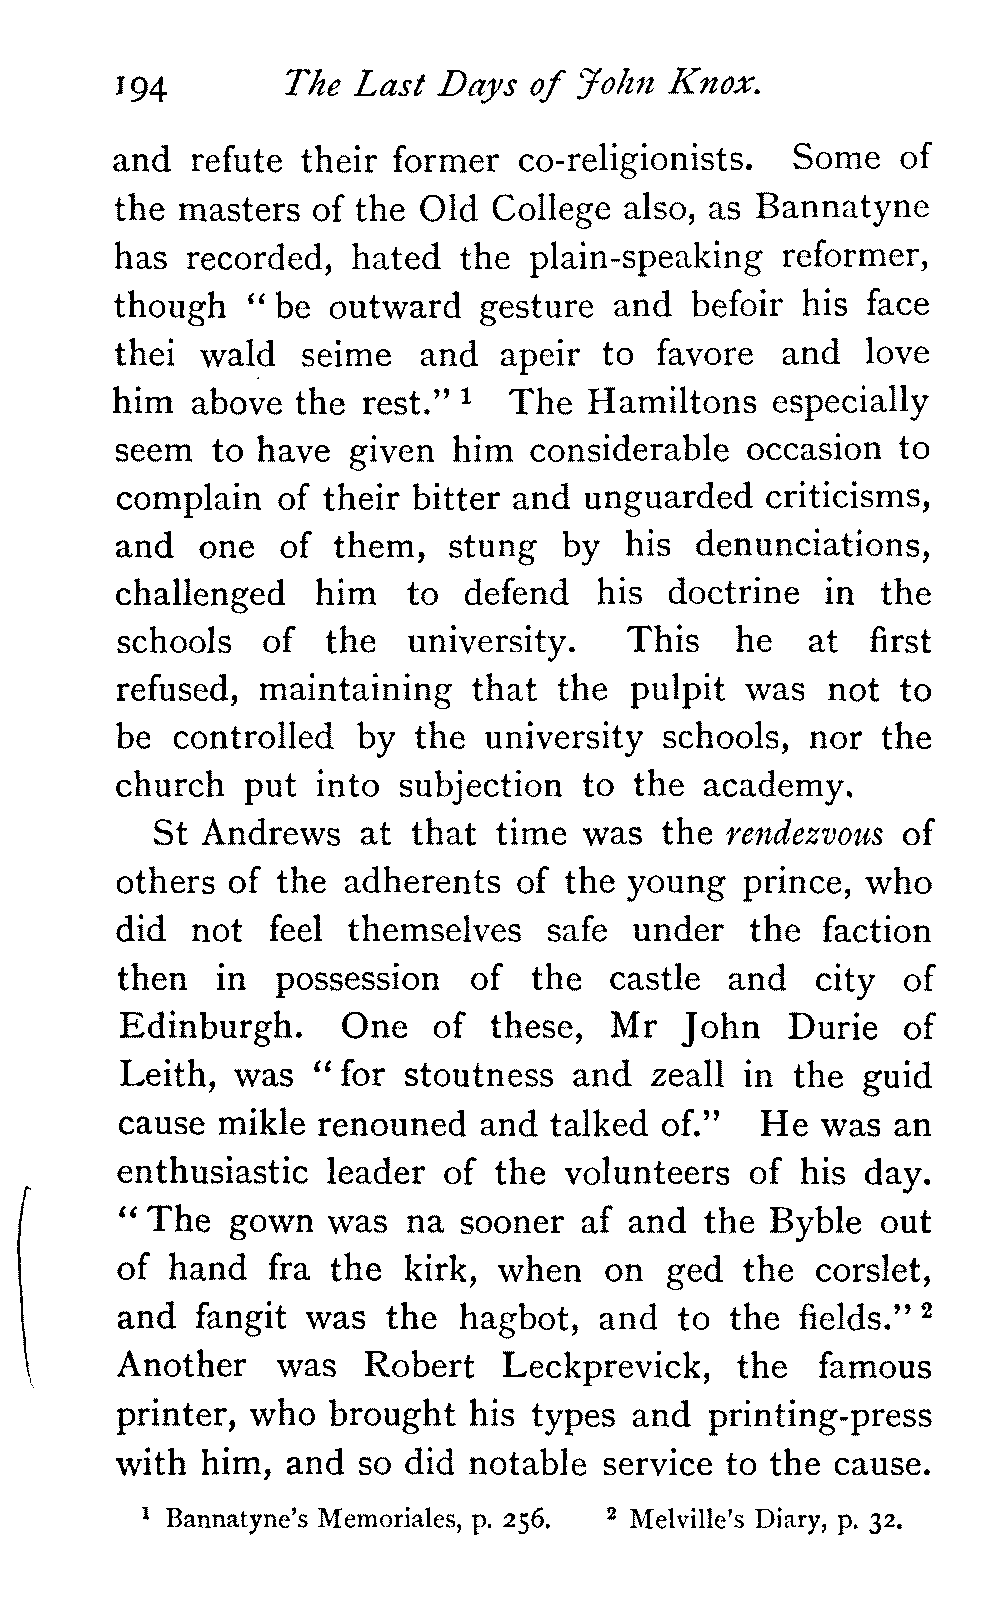 194 The Last Days of John Knox.
and refute their former co-religionists. Some of
the masters of the Old College also, as Bannatyne
has recorded, hated the plain-speaking reformer,
though “ be outward gesture and befoir his face
thei wald seime and apeir to favore and love
him above the rest.” ¹ The Hamiltons especially
seem to have given him considerable occasion to
complain of their bitter and unguarded criticisms,
and one of them, stung by his denunciations,
challenged him to defend his doctrine in the
schools of the university. This he at first
refused, maintaining that the pulpit was not to
be controlled by the university schools, nor the
church put into subjection to the academy.
St Andrews at that time was the rendezvous of
others of the adherents of the young prince, who
did not feel themselves safe under the faction
then in possession of the castle and city of
Edinburgh. One of these, Mr John Durie of
Leith, was “ for stoutness and zeall in the guid
cause mikle renouned and talked of.” He was an
enthusiastic leader of the volunteers of his day.
“ The gown was na sooner af and the Byble out
of hand fra the kirk, when on ged the corslet,
and fangit was the hagbot, and to the fields.” ²
Another was Robert Leckprevick, the famous
printer, who brought his types and printing-press
with him, and so did notable service to the cause.
¹ Bannatyne's Memoriales, p. 256. ² Melville's Diary, p. 32.